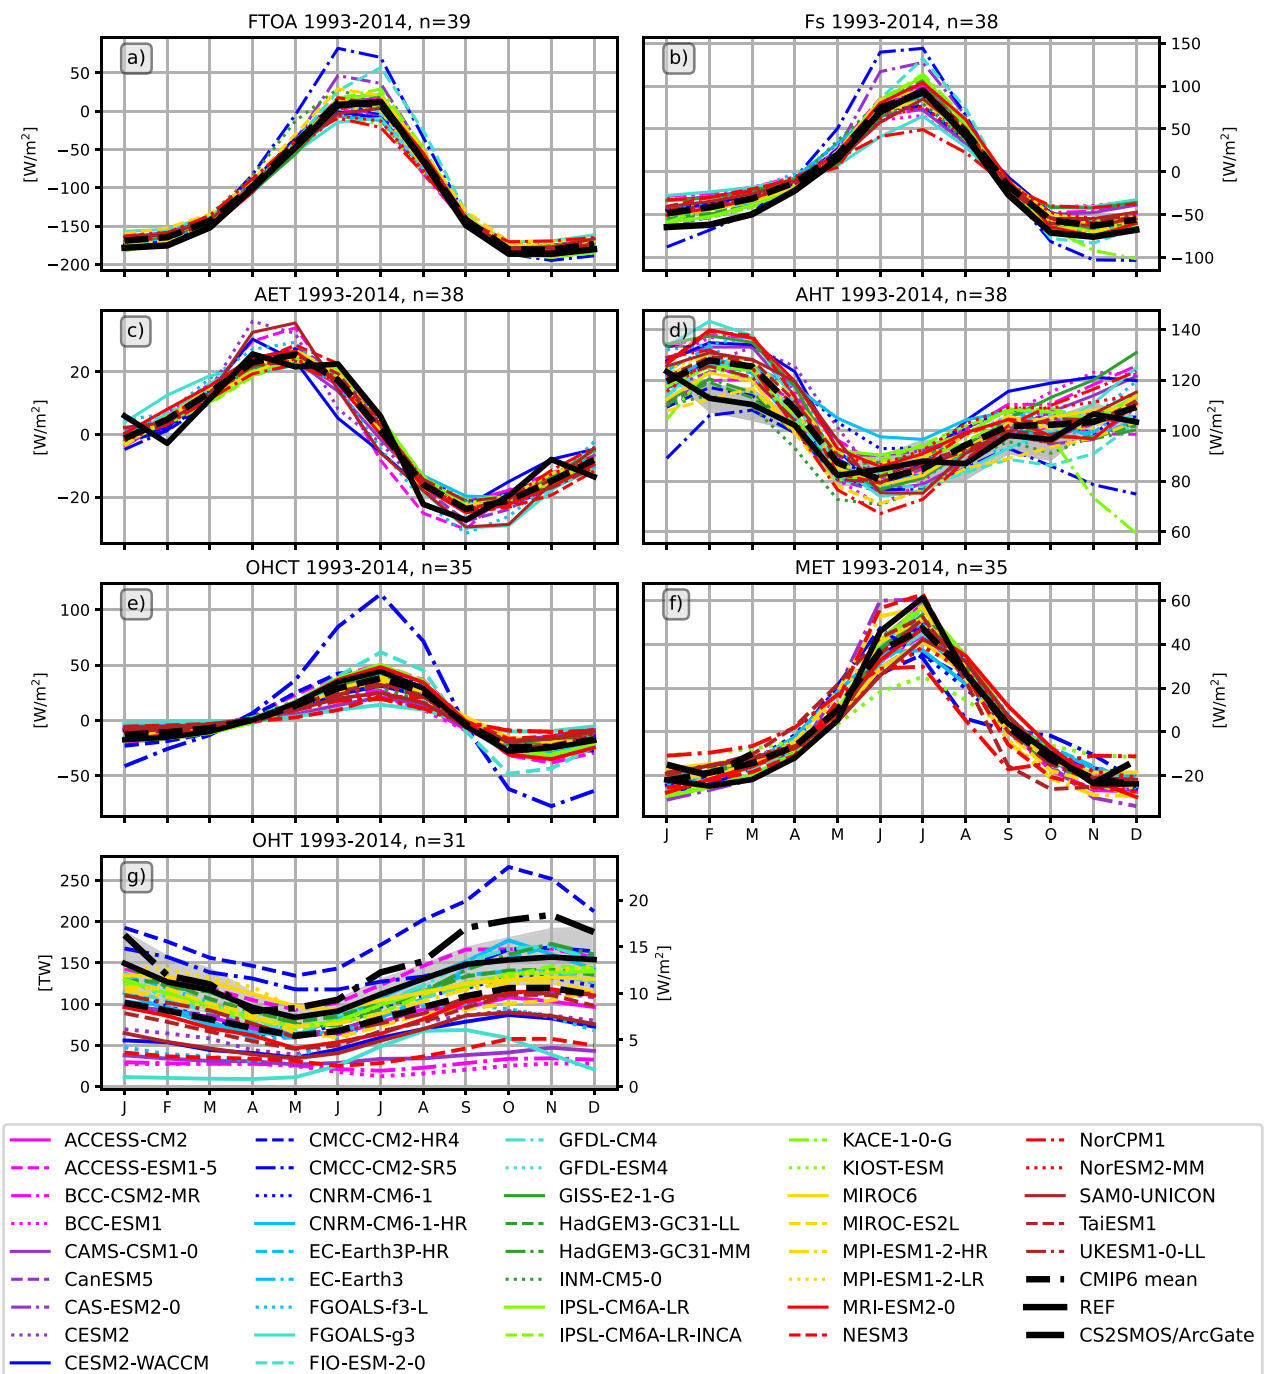 FTOA 1993-2014, n=39
Fs 1993-2014, n=38
a)
b)
[W/m²]
50
0
−50
−100
−150
−200
150
100
50
0
−50
−100
[W/m²]
AET 1993-2014, n=38
AHT 1993-2014, n=38
c)
d)
[W/m²]
20
0
−20
140
120
100
80
60
[W/m²]
OHCT 1993-2014, n=35
MET 1993-2014, n=35
e)
f)
[W/m²]
100
50
0
−50
60
40
20
0
−20
[W/m²]
J F M A M J J A S O N D
OHT 1993-2014, n=31
g)
[TW]
250
200
150
100
50
0
20
15
10
5
0
[W/m²]
J F M A M J J A S O N D
ACCESS-CM2
ACCESS-ESM1-5
BCC-CSM2-MR
BCC-ESM1
CAMS-CSM1-0
CanESM5
CAS-ESM2-0
CESM2
CESM2-WACCM
CMCC-CM2-HR4
CMCC-CM2-SR5
CNRM-CM6-1
CNRM-CM6-1-HR
EC-Earth3P-HR
EC-Earth3
FGOALS-f3-L
FGOALS-g3
FIO-ESM-2-0
GFDL-CM4
GFDL-ESM4
GISS-E2-1-G
HadGEM3-GC31-LL
HadGEM3-GC31-MM
INM-CM5-0
IPSL-CM6A-LR
IPSL-CM6A-LR-INCA
KACE-1-0-G
KIOST-ESM
MIROC6
MIROC-ES2L
MPI-ESM1-2-HR
MPI-ESM1-2-LR
MRI-ESM2-0
NESM3
NorCPM1
NorESM2-MM
SAM0-UNICON
TaiESM1
UKESM1-0-LL
CMIP6 mean
REF
CS2SMOS/ArcGate